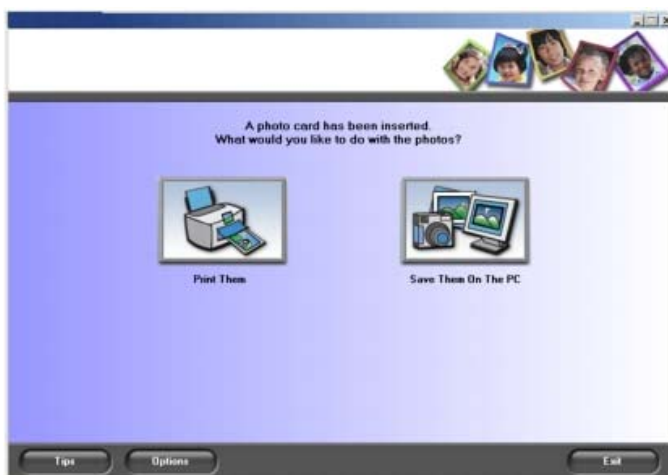 A photo card has been inserted.
What would you like to do with the photos?
Print Them
Save Them On The PC
Tips
Options
Exit